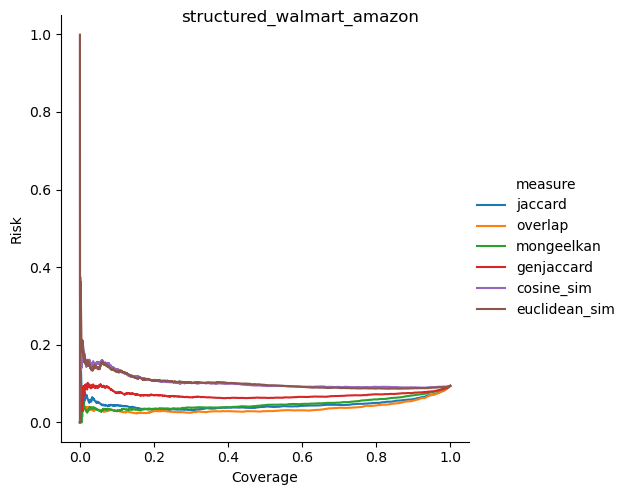 structured_walmart_amazon
1.0
0.8
0.6
0.4
0.2
0.0
Risk
0.0 0.2 0.4 0.6 0.8 1.0
Coverage
measure
jaccard
overlap
mongeelkan
genjaccard
cosine_sim
euclidean_sim